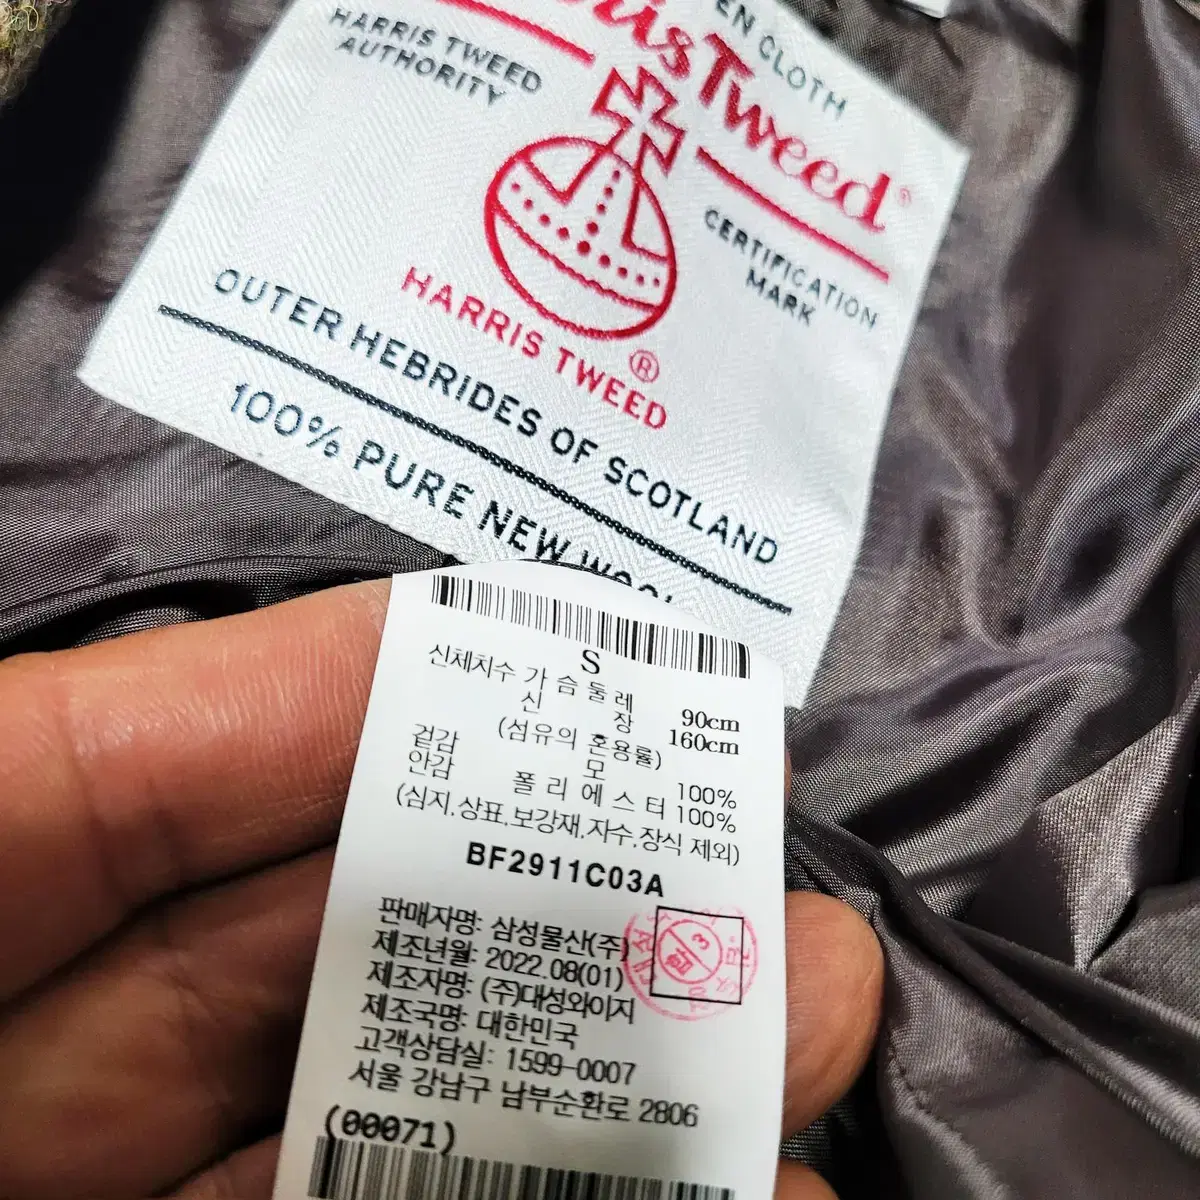 HARRIS TWEED
AUTHORITY
CLOTH
Tweed®
CERTIFICATION
MARK
HARRIS TWEED
®
OUTER HEBRIDES OF SCOTLAND
100% PURE NEW
S
신체치수 가슴둘레 90cm
신장 160cm
(섬유의 혼용률)
겉감 모 100%
안감 폴리에스터 100%
(심지,상표,보강재,자수,장식 제외)
BF2911C03A
판매자명: 삼성물산(주)
제조년월: 2022.08(01)
제조자명: (주)대성와이지
제조국명: 대한민국
고객상담실: 1599-0007
서울 강남구 남부순환로 2806
(00071)